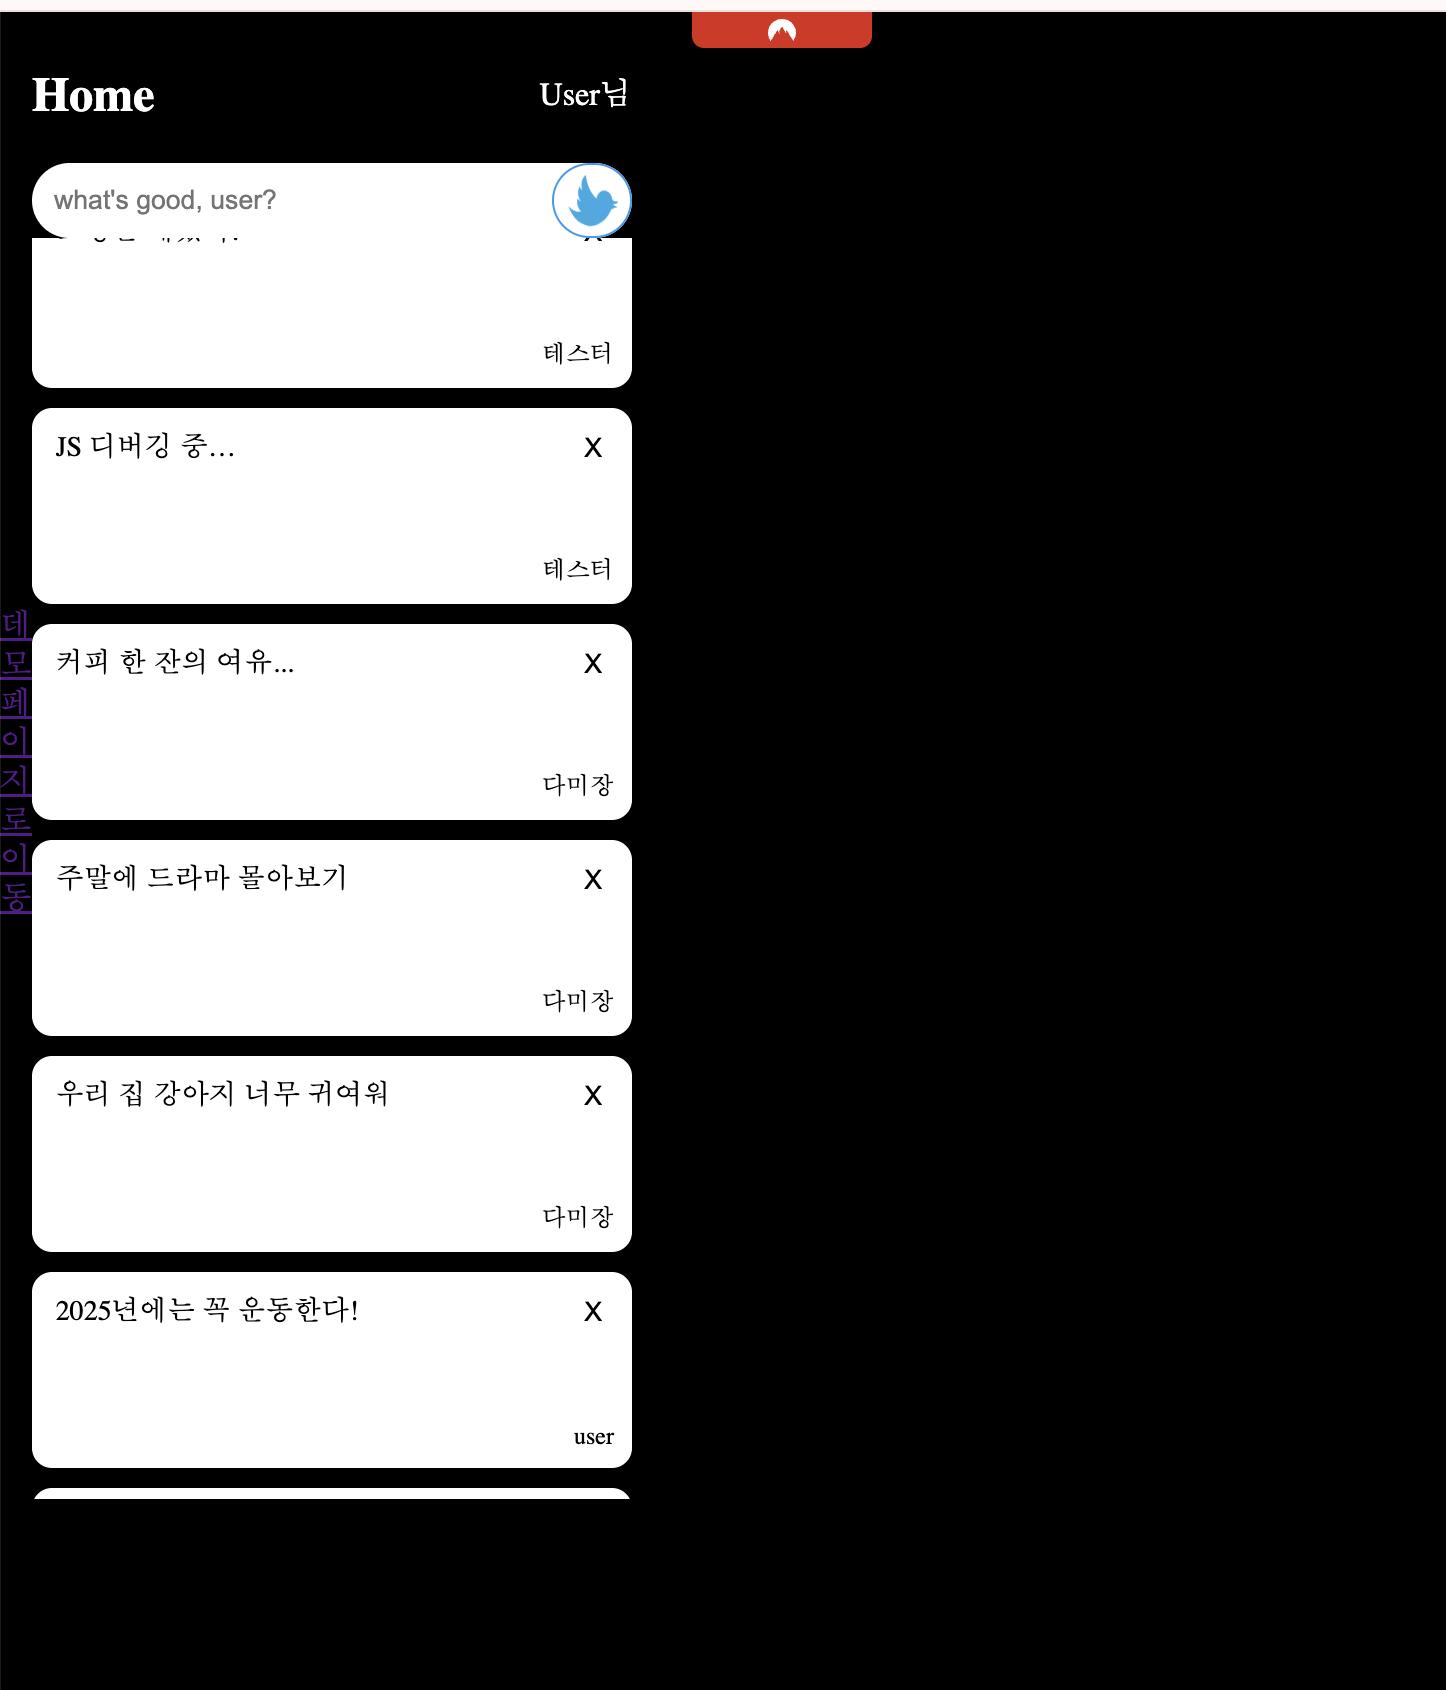 Home
User님
what's good, user?
테스터
JS 디버깅 중...
X
테스터
커피 한 잔의 여유...
X
다미장
주말에 드라마 몰아보기
X
다미장
우리 집 강아지 너무 귀여워
X
다미장
2025년에는 꼭 운동한다!
X
user
데
모
페
이
지
로
이
동